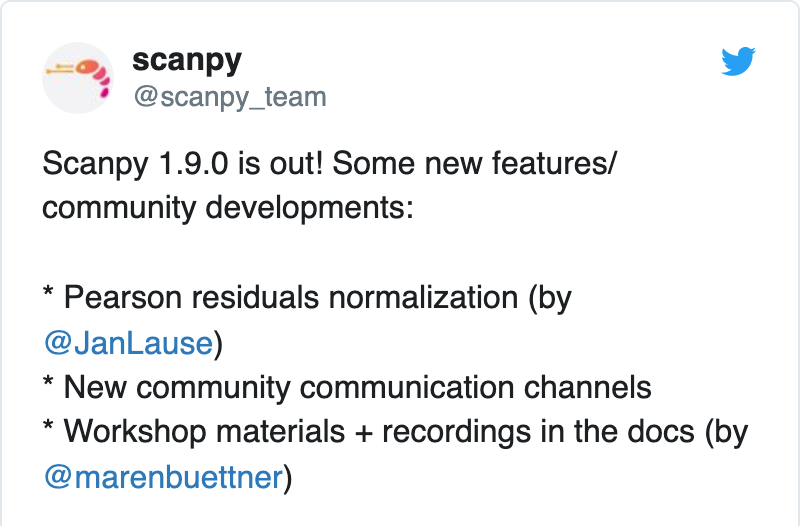 scanpy
@scanpy_team
Scanpy 1.9.0 is out! Some new features/
community developments:
* Pearson residuals normalization (by
@JanLause)
* New community communication channels
* Workshop materials + recordings in the docs (by
@marenbuettner)